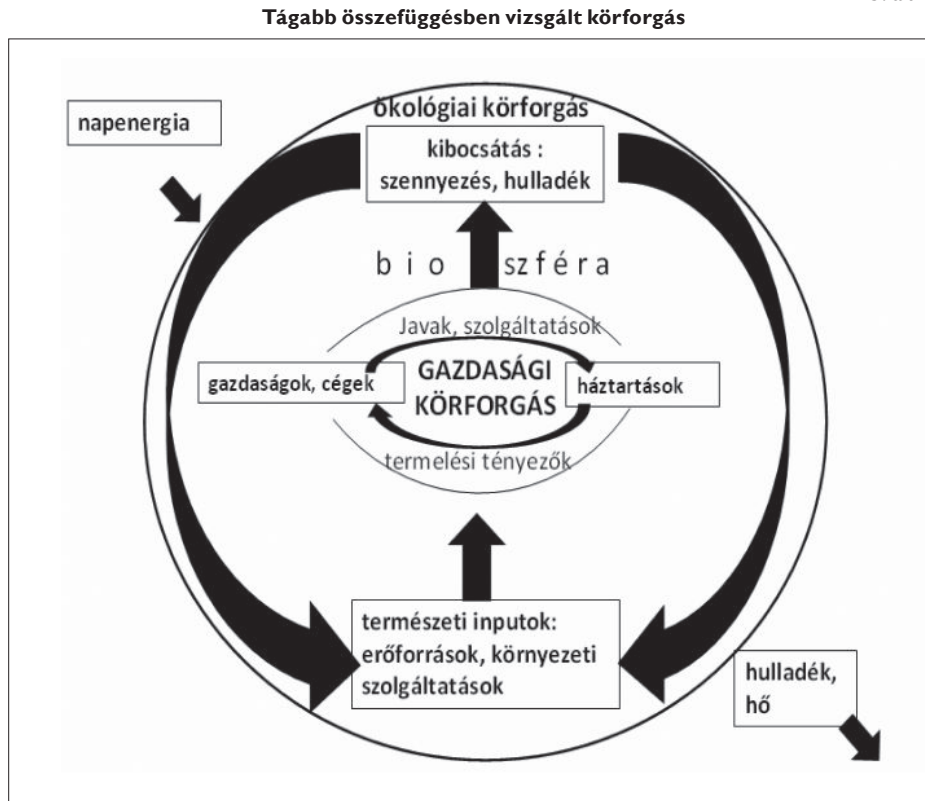 Tágabb összefüggésben vizsgált körforgás
napenergia
ökológiai körforgás
kibocsátás :
szennyezés, hulladék
bio szféra
Javak, szolgáltatások
gazdaságok, cégek
GAZDASÁGI
KÖRFORGÁS
háztartások
termelési tényezők
természeti inputok:
erőforrások, környezeti
szolgáltatások
hulladék,
hő